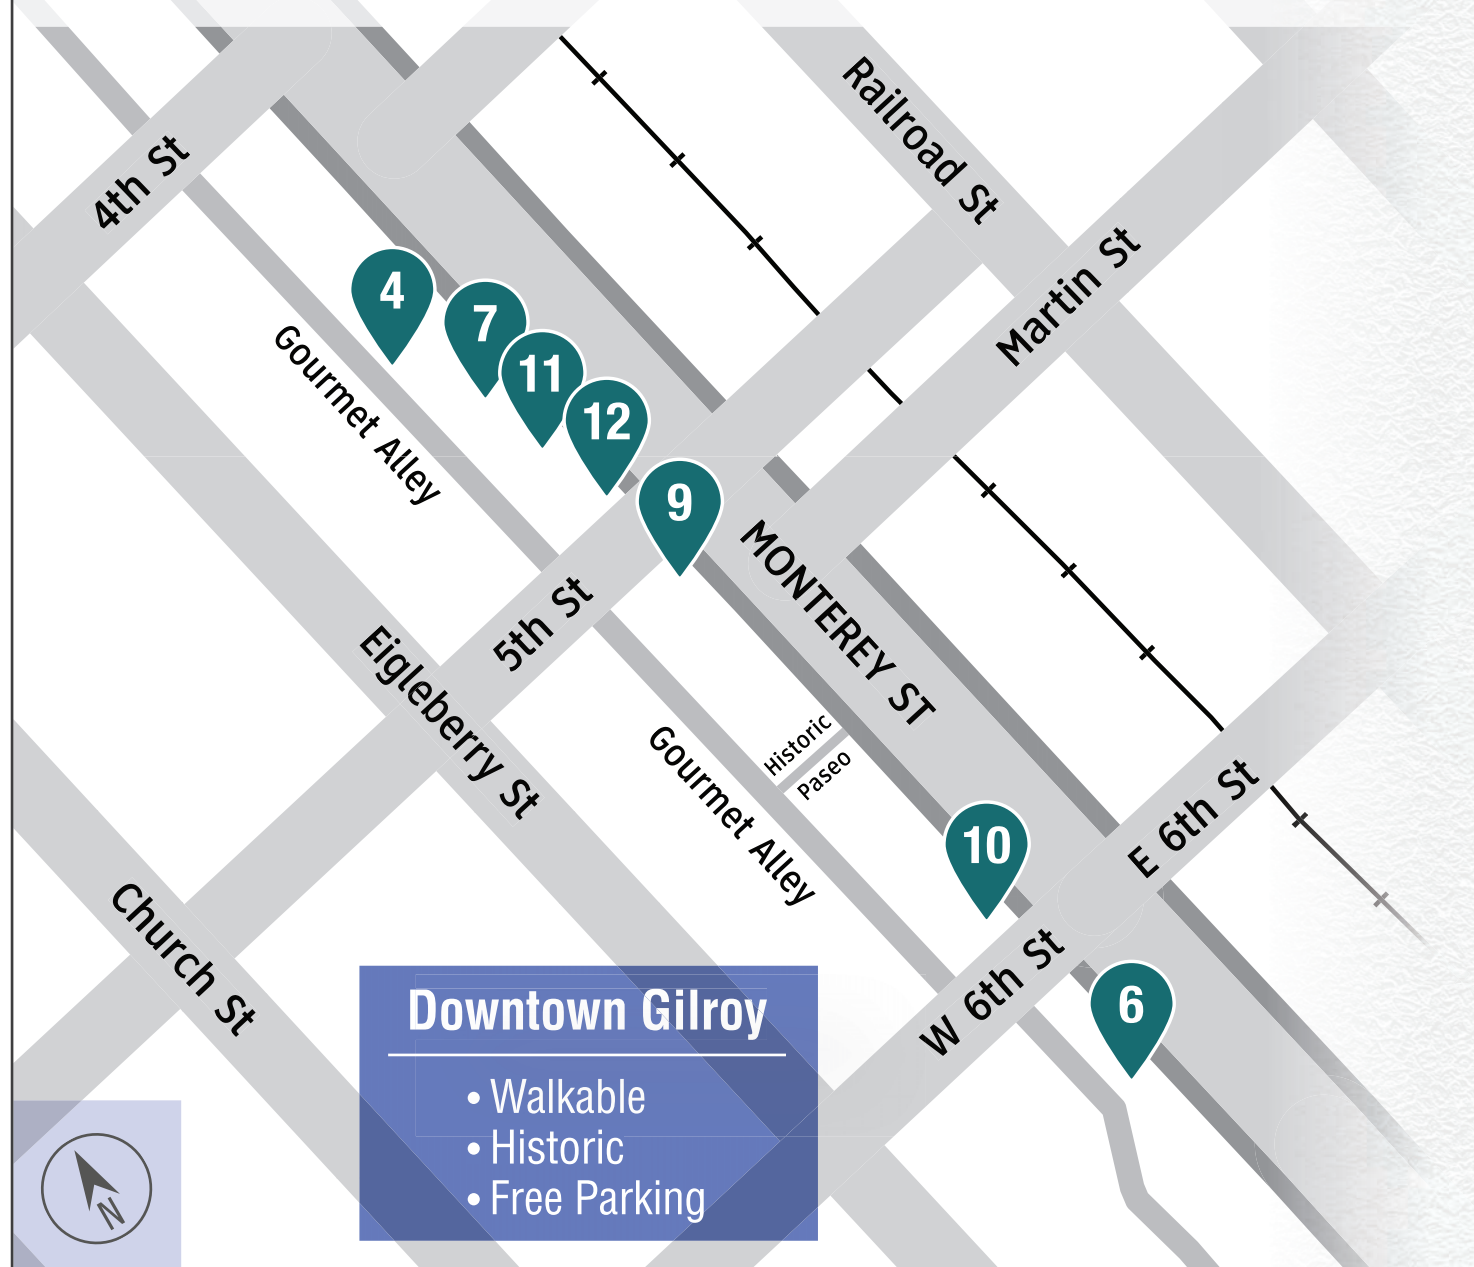 Railroad St
4th St
Martin St
4
7
Gourmet Alley
11
12
9
MONTEREY ST
5th St
Eigleberry St
Historic
Paseo
Gourmet Alley
E 6th St
10
Church St
W 6th St
6
Downtown Gilroy
• Walkable
• Historic
• Free Parking
N